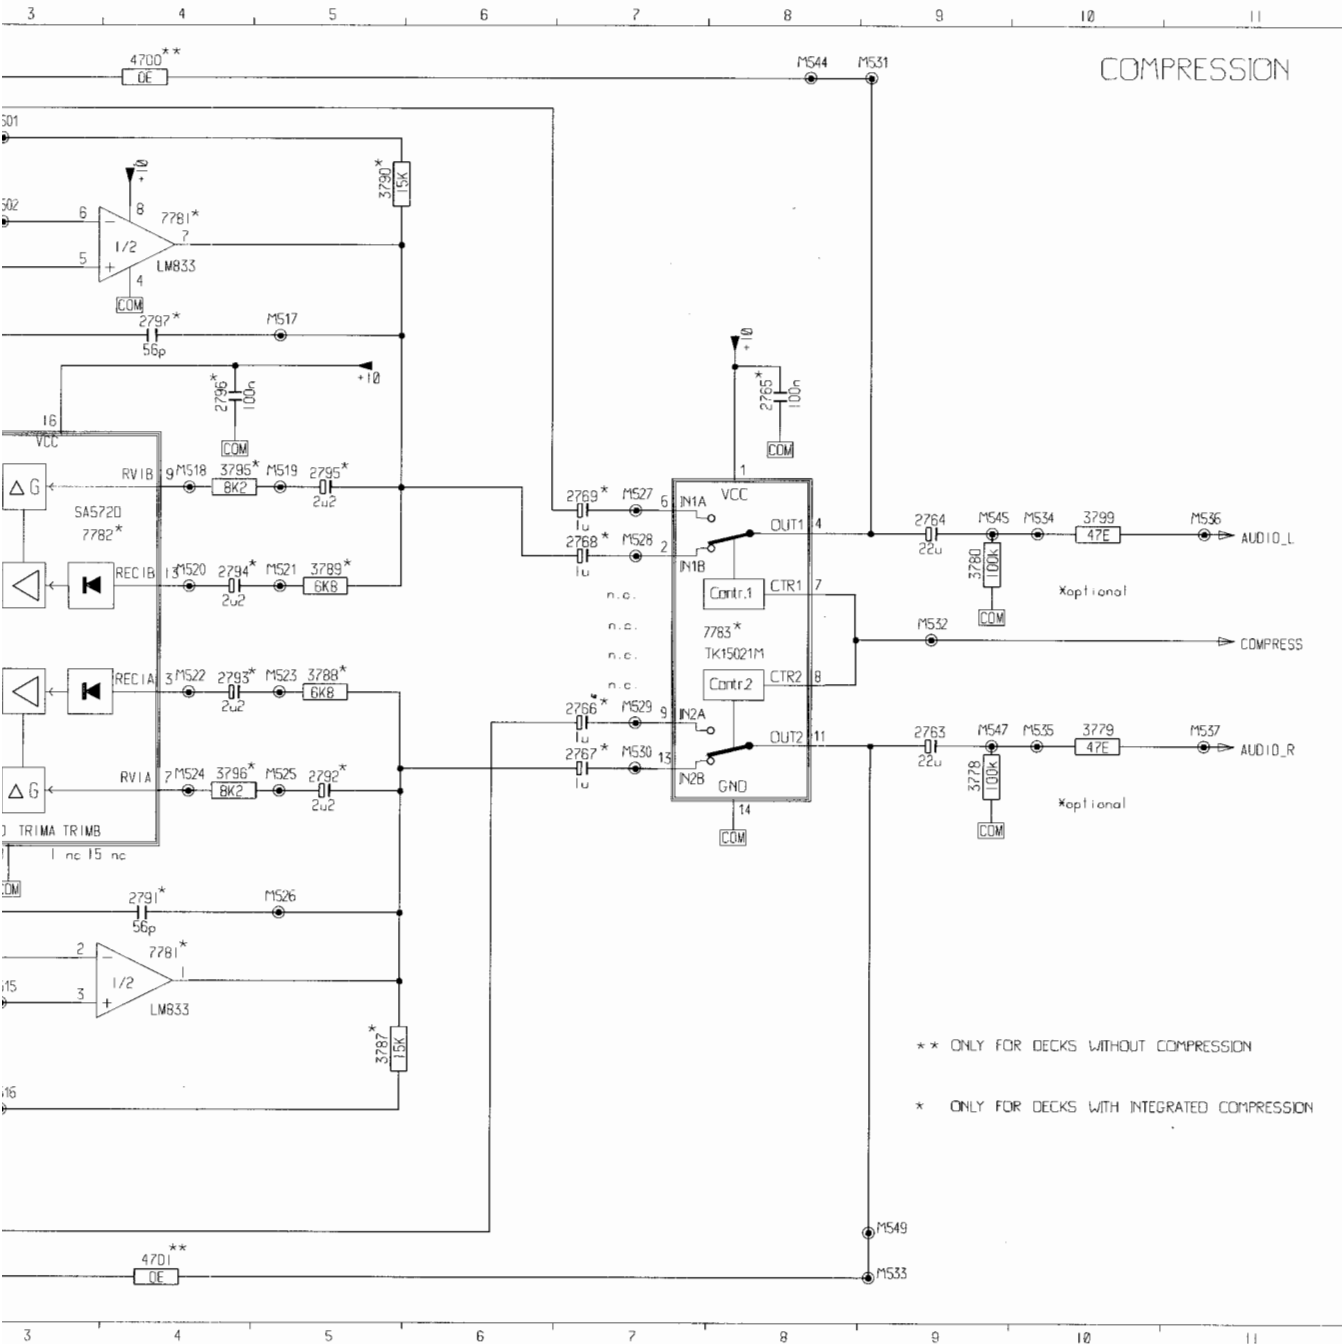 3 4 5 6 7 8 9 10 11
COMPRESSION
4700**
0E
M544 M531
501
3790*
15K
+10
502
6
8
7781*
7
1/2
5
LM833
4
COM
2797*
56p
M517
+10
2796*
100n
+10
2765*
100n
COM
COM
16
VCC
RV1B 9 M518 3795* M519 2795*
8K2
2u2
ΔG
SA572D
7782*
REC1B 13 M520 2794* M521 3789*
2u2
6K8
2769* M527 6 IN1A
1u
2768* M528 2 IN1B
1u
1
VCC
OUT1 4
n.c.
n.c.
n.c.
n.c.
Contr.1
CTR1 7
7783*
TK15021M
Contr.2
CTR2 8
2764 M545 M534 3799 M536
22u
47E
AUDIO_L
3780
100k
*optional
COM
M532
COMPRESS
REC1A 3 M522 2793* M523 3788*
2u2
6K8
2766* M529 9 IN2A
1u
2767* M530 13 IN2B
1u
OUT2 11
GND
14
COM
2763 M547 M535 3779 M537
22u
47E
AUDIO_R
3778
100k
*optional
COM
RV1A 7 M524 3796* M525 2792*
8K2
2u2
ΔG
TRIMA TRIMB
1 nc 15 nc
COM
2791*
56p
M526
2
7781*
1
1/2
3
LM833
515
3787*
15K
516
** ONLY FOR DECKS WITHOUT COMPRESSION
* ONLY FOR DECKS WITH INTEGRATED COMPRESSION
M549
4701**
0E
M533
3 4 5 6 7 8 9 10 11